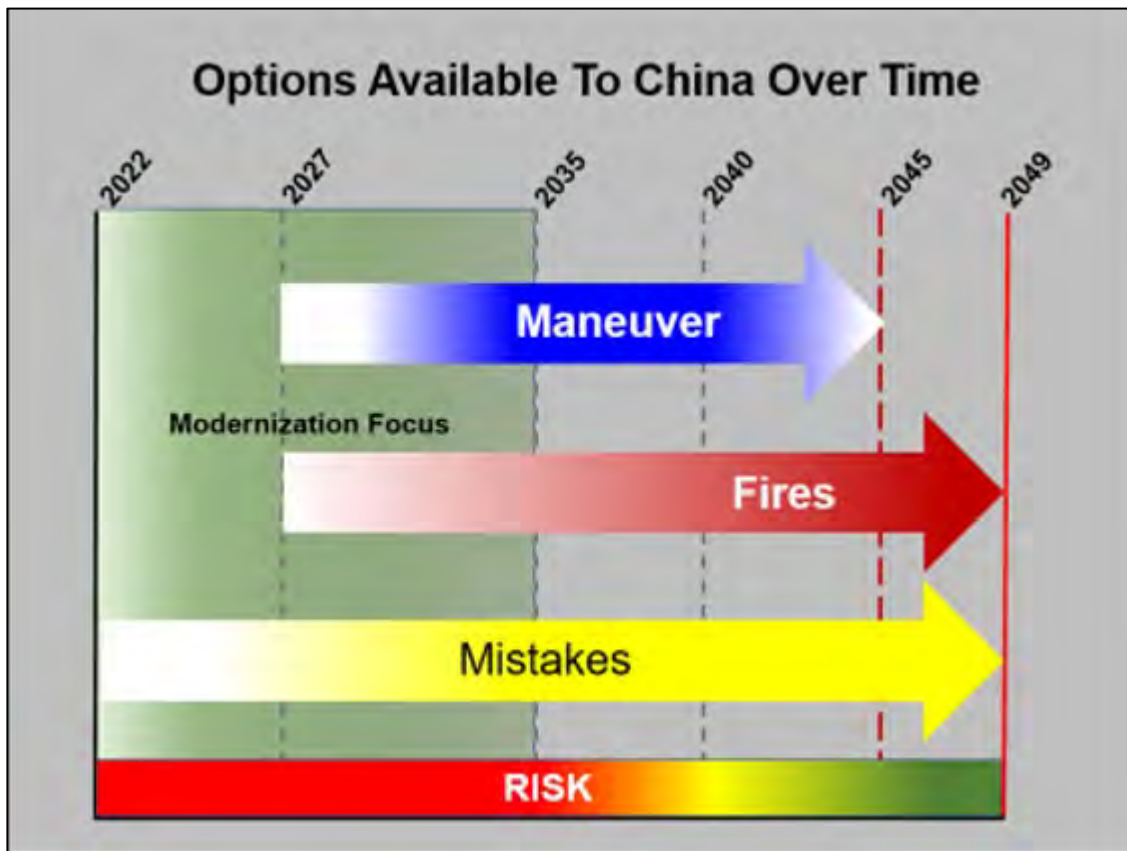 Options Available To China Over Time
2022
2027
2035
2040
2045
2049
Maneuver
Modernization Focus
Fires
Mistakes
RISK